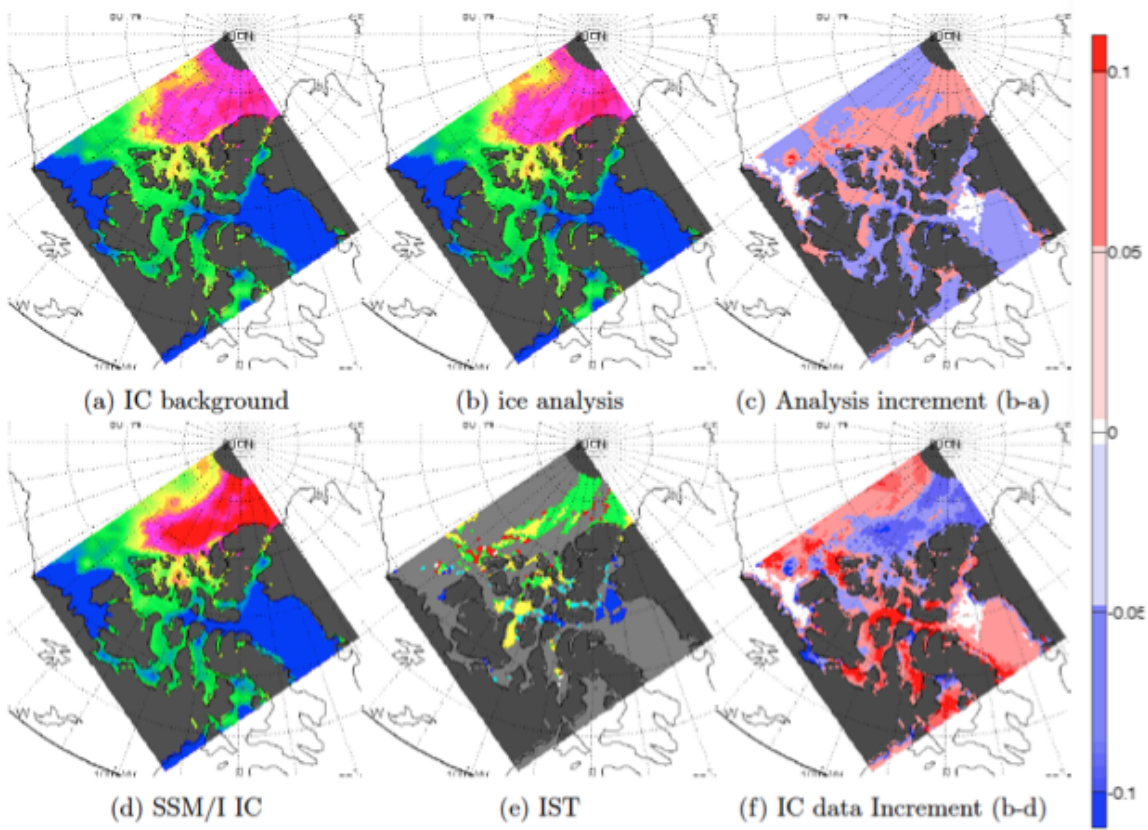 (a) IC background
(b) ice analysis
(c) Analysis increment (b-a)
(d) SSM/I IC
(e) IST
(f) IC data Increment (b-d)
0.1
0.05
0
-0.05
-0.1